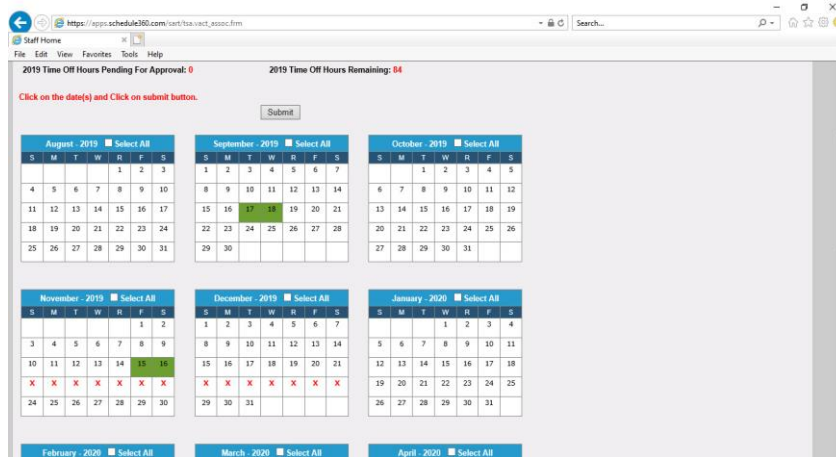 https://apps.schedule360.com/sart/tsa.vact_assoc.frm
Search...
Staff Home
File Edit View Favorites Tools Help
2019 Time Off Hours Pending For Approval: 0 2019 Time Off Hours Remaining: 84
Click on the date(s) and Click on submit button.
Submit
August - 2019 Select All
S M T W R F S
1 2 3
4 5 6 7 8 9 10
11 12 13 14 15 16 17
18 19 20 21 22 23 24
25 26 27 28 29 30 31
September - 2019 Select All
S M T W R F S
1 2 3 4 5 6 7
8 9 10 11 12 13 14
15 16 17 18 19 20 21
22 23 24 25 26 27 28
29 30
October - 2019 Select All
S M T W R F S
1 2 3 4 5
6 7 8 9 10 11 12
13 14 15 16 17 18 19
20 21 22 23 24 25 26
27 28 29 30 31
November - 2019 Select All
S M T W R F S
1 2
3 4 5 6 7 8 9
10 11 12 13 14 15 16
X X X X X X X
24 25 26 27 28 29 30
December - 2019 Select All
S M T W R F S
1 2 3 4 5 6 7
8 9 10 11 12 13 14
15 16 17 18 19 20 21
X X X X X X X
29 30 31
January - 2020 Select All
S M T W R F S
1 2 3 4
5 6 7 8 9 10 11
12 13 14 15 16 17 18
19 20 21 22 23 24 25
26 27 28 29 30 31
February - 2020 Select All
March - 2020 Select All
April - 2020 Select All